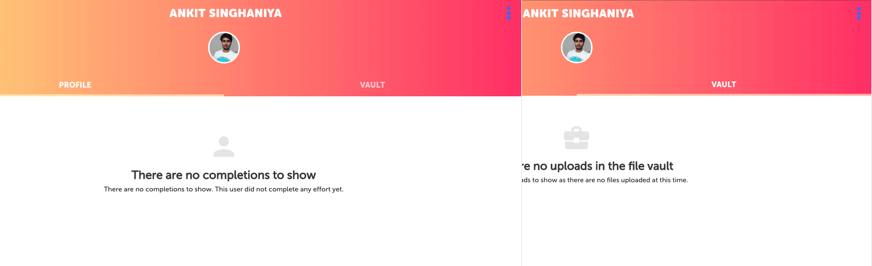 ANKIT SINGHANIYA
PROFILE VAULT
There are no completions to show
There are no completions to show. This user did not complete any effort yet.
ANKIT SINGHANIYA
VAULT
re no uploads in the file vault
ads to show as there are no files uploaded at this time.